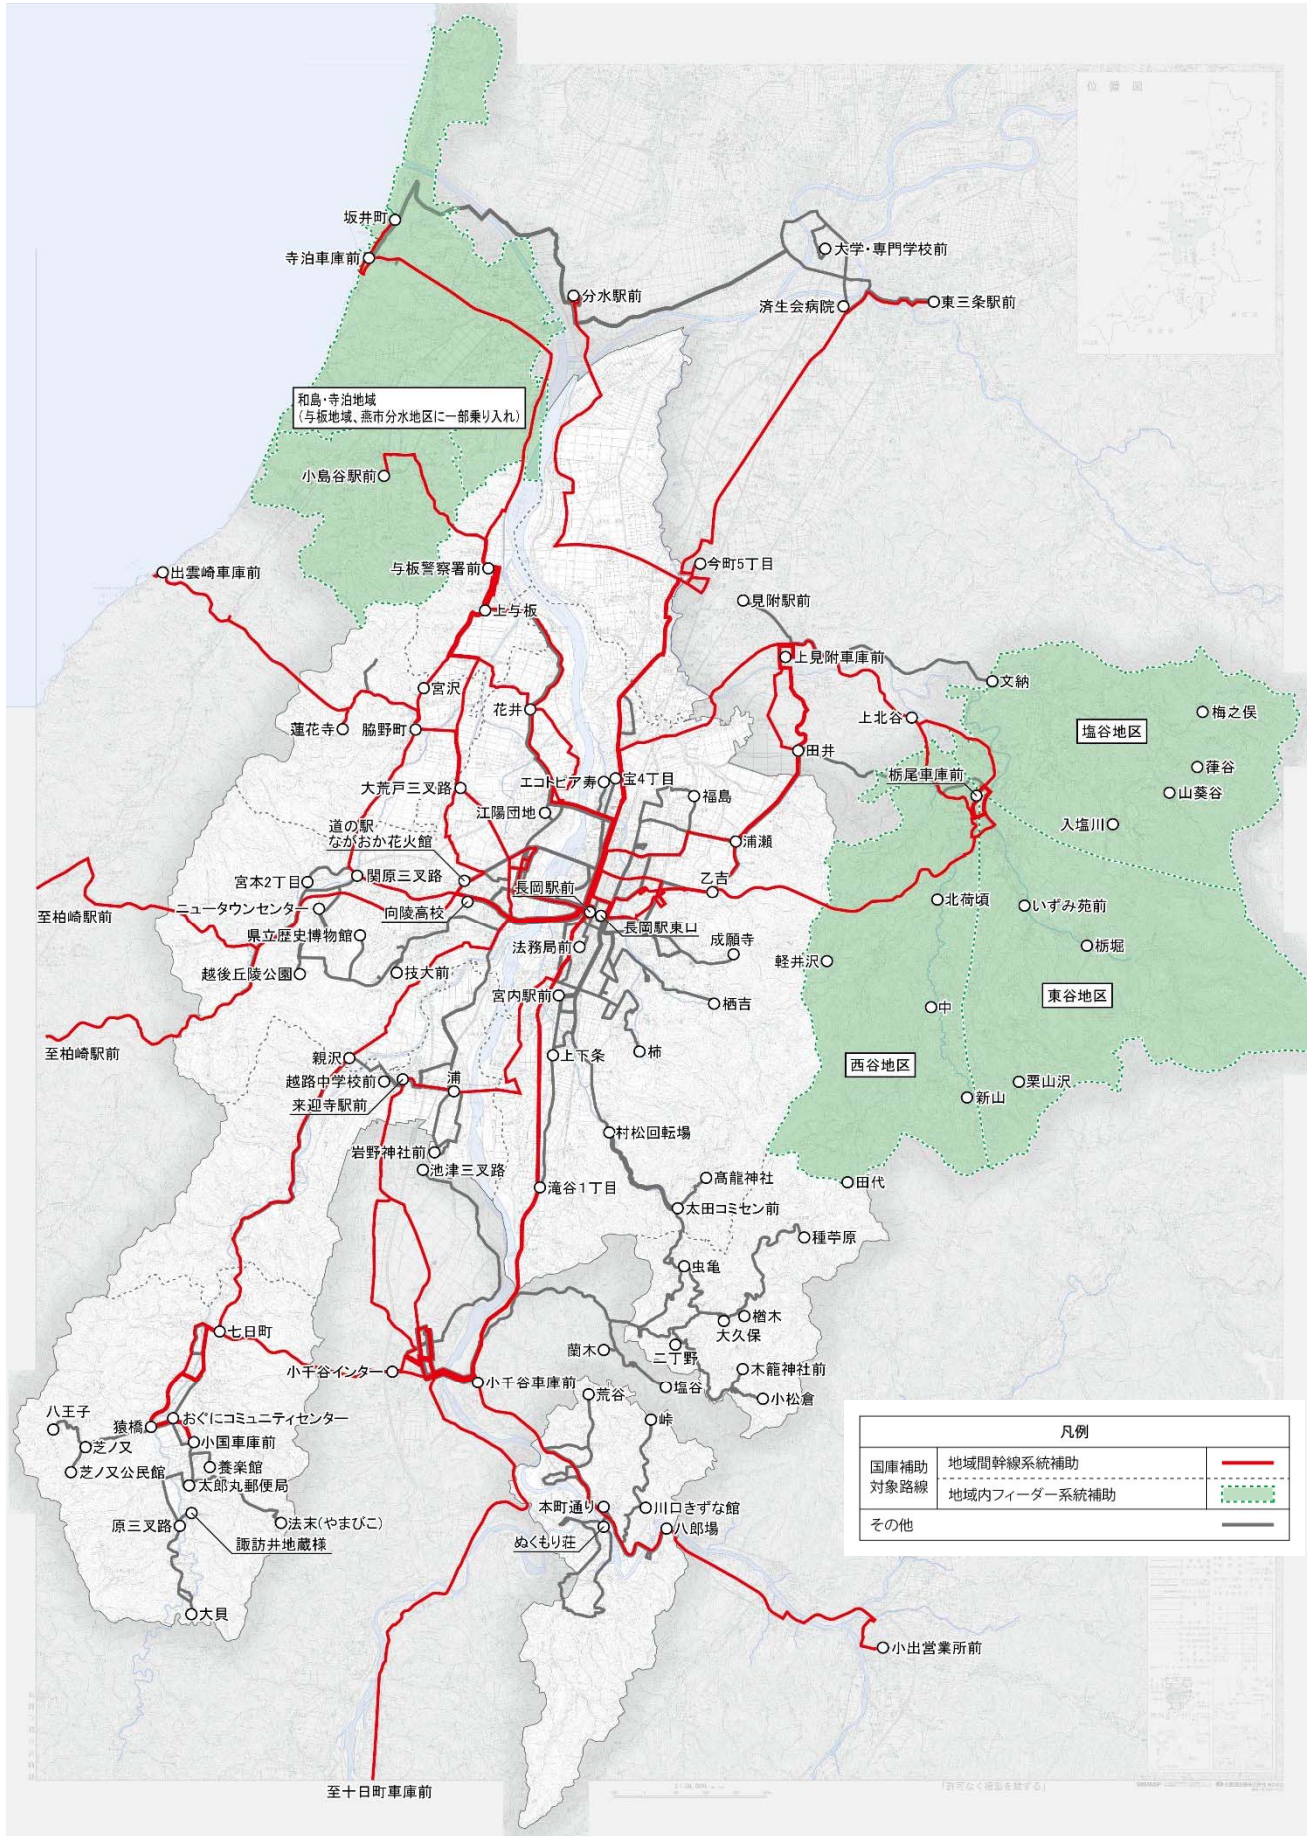 位置図
坂井町
寺泊車庫前
大学・専門学校前
分水駅前
済生会病院
東三条駅前
和島・寺泊地域
(与板地域、燕市分水地区に一部乗り入れ)
小島谷駅前
与板警察署前
今町5丁目
出雲崎車庫前
見附駅前
上与板
上見附車庫前
文納
宮沢
花井
上北谷
梅之俣
塩谷地区
蓮花寺
脇野町
田井
栃尾車庫前
葎谷
山葵谷
エコトピア寿
宝4丁目
大荒戸三叉路
福島
江陽団地
入塩川
道の駅
ながおか花火館
浦瀬
宮本2丁目
関原三叉路
長岡駅前
乙吉
北荷頃
いずみ苑前
ニュータウンセンター
向陵高校
長岡駅東口
至柏崎駅前
県立歴史博物館
法務局前
成願寺
栃堀
越後丘陵公園
技大前
軽井沢
宮内駅前
栖吉
東谷地区
中
至柏崎駅前
親沢
上下条
柿
西谷地区
越路中学校前
浦
来迎寺駅前
栗山沢
新山
村松回転場
岩野神社前
池津三叉路
滝谷1丁目
髙龍神社
田代
太田コミセン前
種苧原
虫亀
楢木
大久保
七日町
蘭木
二丁野
小千谷インター
木籠神社前
小千谷車庫前
塩谷
小松倉
荒谷
八王子
猿橋
おぐにコミュニティセンター
峠
芝ノ又
小国車庫前
芝ノ又公民館
養楽館
太郎丸郵便局
本町通り
川口きずな館
原三叉路
法末(やまびこ)
八郎場
諏訪井地蔵様
ぬくもり荘
大貝
小出営業所前
至十日町車庫前
凡例
国庫補助
対象路線
地域間幹線系統補助
地域内フィーダー系統補助
その他